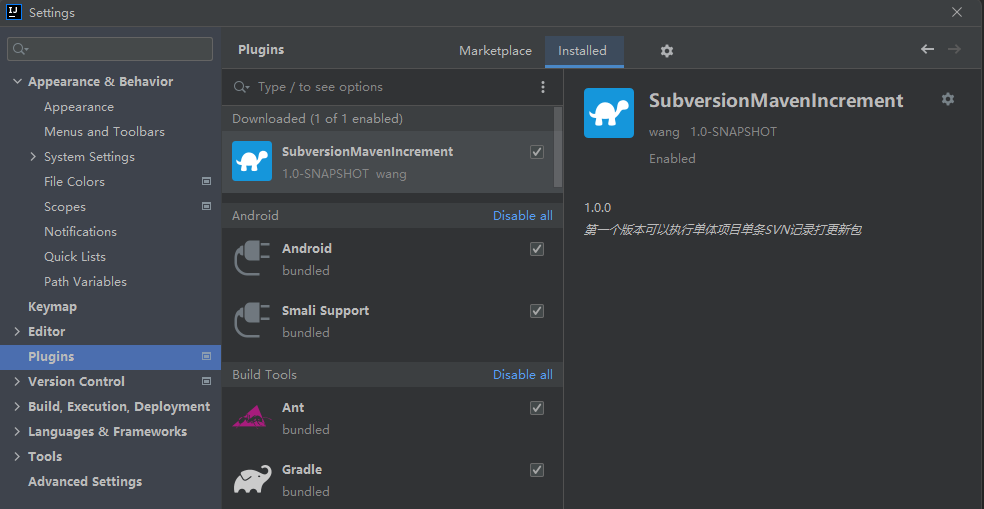 IJ
Settings
Appearance & Behavior
Appearance
Menus and Toolbars
System Settings
File Colors
Scopes
Notifications
Quick Lists
Path Variables
Keymap
Editor
Plugins
Version Control
Build, Execution, Deployment
Languages & Frameworks
Tools
Advanced Settings
Plugins
Marketplace
Installed
Type / to see options
Downloaded (1 of 1 enabled)
SubversionMavenIncrement
1.0-SNAPSHOT wang
Android
Disable all
Android
bundled
Smali Support
bundled
Build Tools
Disable all
Ant
bundled
Gradle
bundled
SubversionMavenIncrement
wang 1.0-SNAPSHOT
Enabled
1.0.0
第一个版本可以执行单体项目单条SVN记录打更新包